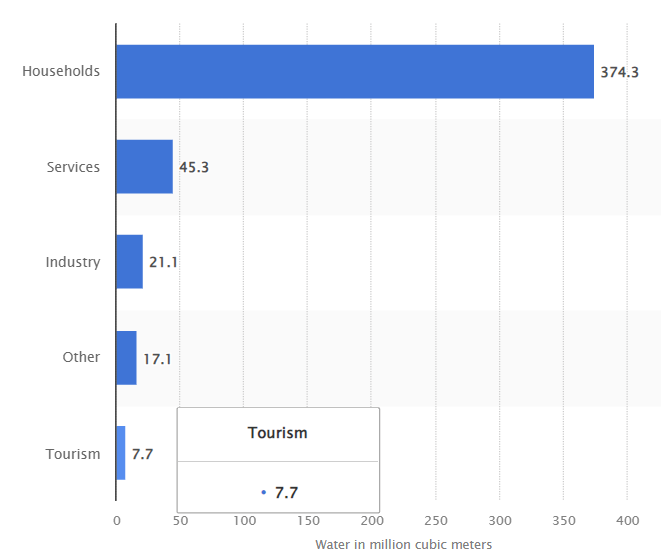 Households 374.3
Services 45.3
Industry 21.1
Other 17.1
Tourism 7.7
Tourism
• 7.7
0 50 100 150 200 250 300 350 400
Water in million cubic meters